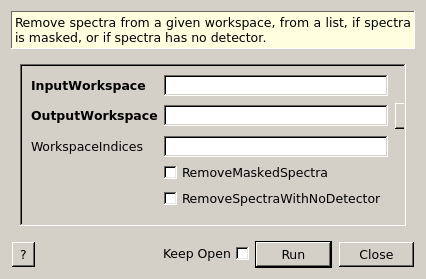 Remove spectra from a given workspace, from a list, if spectra
is masked, or if spectra has no detector.
InputWorkspace
OutputWorkspace
WorkspaceIndices
RemoveMaskedSpectra
RemoveSpectraWithNoDetector
? Keep Open Run Close